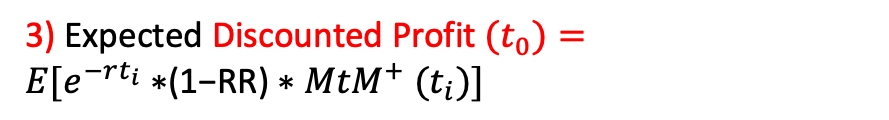 3) Expected Discounted Profit (t₀) =
E[e^{-rtᵢ} *(1−RR) * MtM⁺ (tᵢ)]